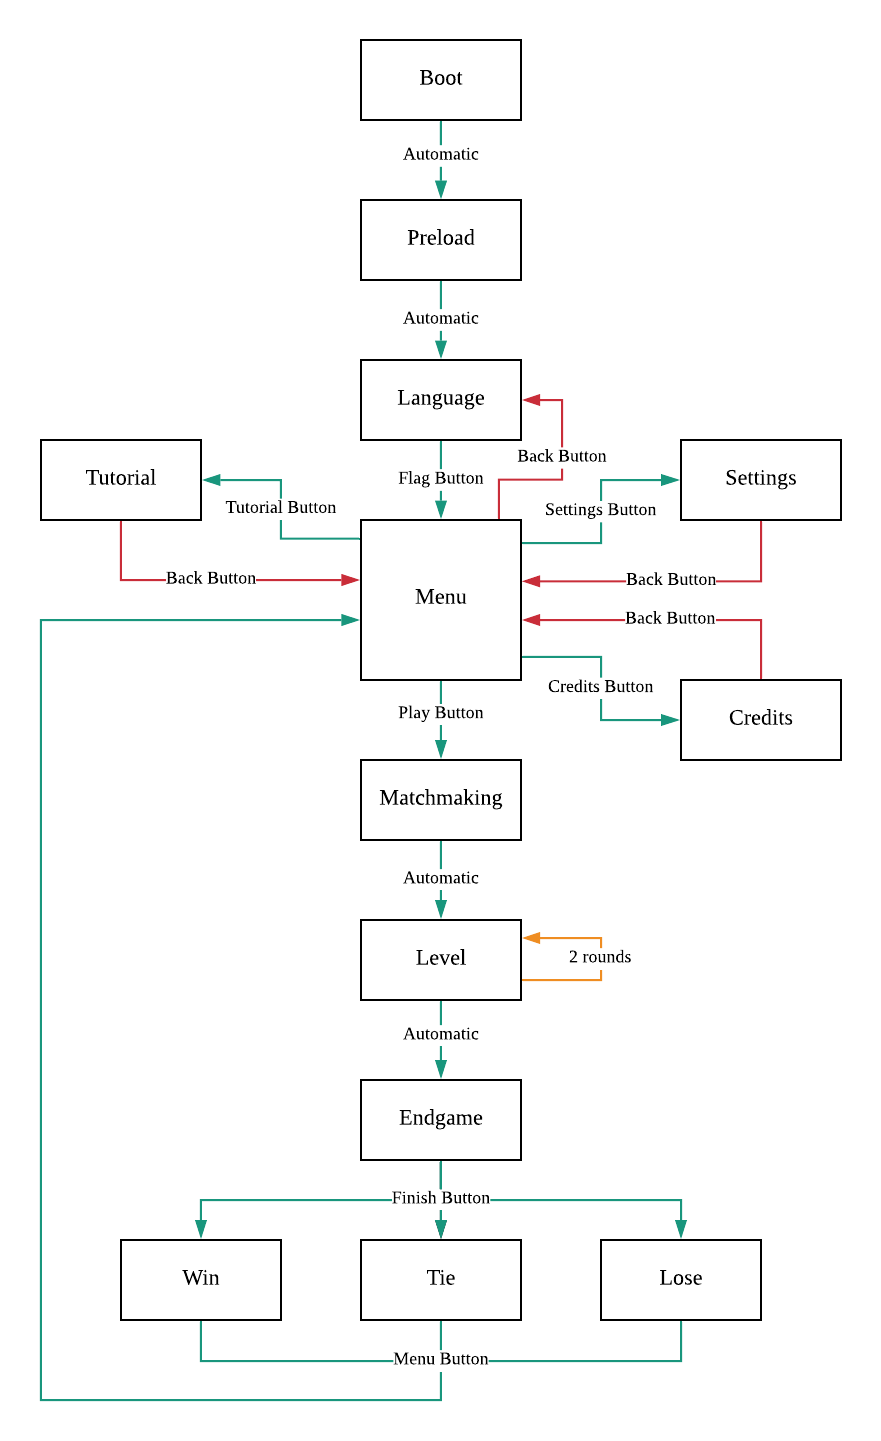 Boot
Automatic
Preload
Automatic
Language
Back Button
Tutorial
Flag Button
Settings
Tutorial Button
Settings Button
Back Button
Menu
Back Button
Back Button
Credits Button
Play Button
Credits
Matchmaking
Automatic
Level
2 rounds
Automatic
Endgame
Finish Button
Win
Tie
Lose
Menu Button